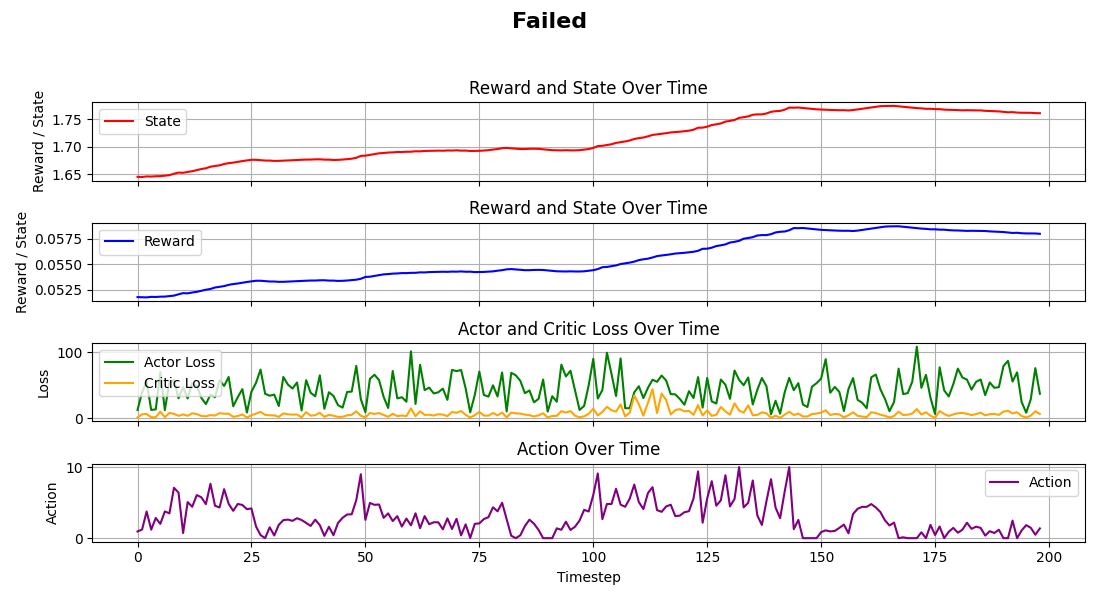 Failed
Reward and State Over Time
Reward / State
1.75
1.70
1.65
State
Reward and State Over Time
Reward / State
0.0575
0.0550
0.0525
Reward
Actor and Critic Loss Over Time
Loss
100
0
Actor Loss
Critic Loss
Action Over Time
Action
10
0
Action
0 25 50 75 100 125 150 175 200
Timestep